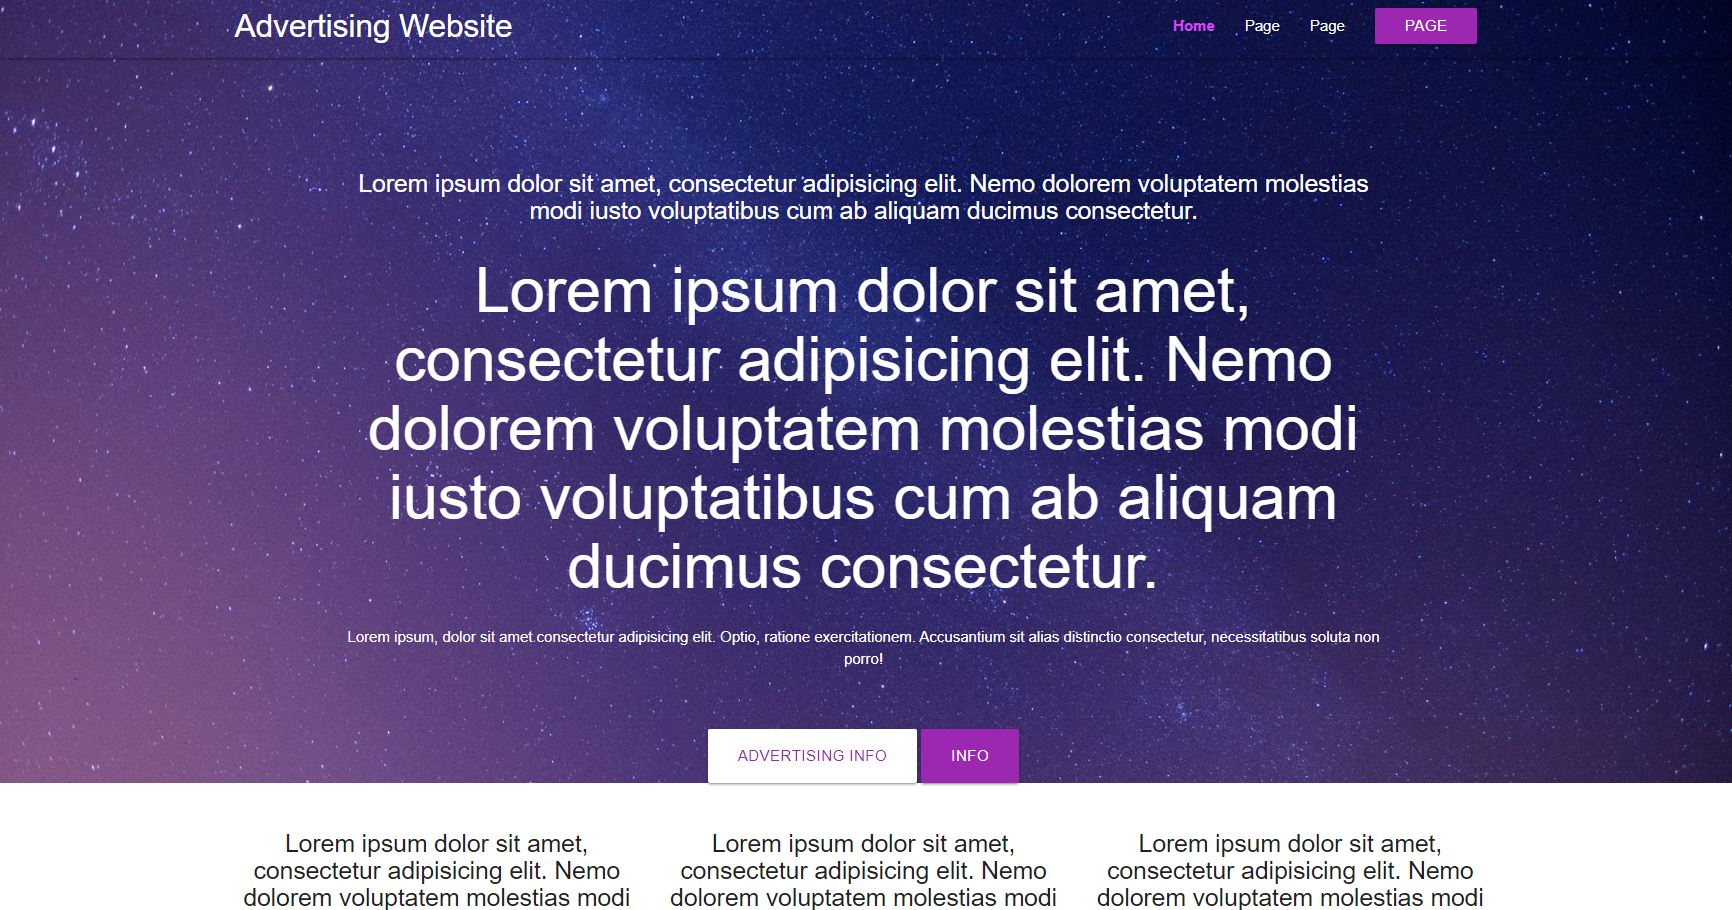 Advertising Website
Home Page Page PAGE
Lorem ipsum dolor sit amet, consectetur adipisicing elit. Nemo dolorem voluptatem molestias
modi iusto voluptatibus cum ab aliquam ducimus consectetur.
Lorem ipsum dolor sit amet,
consectetur adipisicing elit. Nemo
dolorem voluptatem molestias modi
iusto voluptatibus cum ab aliquam
ducimus consectetur.
Lorem ipsum, dolor sit amet consectetur adipisicing elit. Optio, ratione exercitationem. Accusantium sit alias distinctio consectetur, necessitatibus soluta non
porro!
ADVERTISING INFO INFO
Lorem ipsum dolor sit amet,
consectetur adipisicing elit. Nemo
dolorem voluptatem molestias modi
Lorem ipsum dolor sit amet,
consectetur adipisicing elit. Nemo
dolorem voluptatem molestias modi
Lorem ipsum dolor sit amet,
consectetur adipisicing elit. Nemo
dolorem voluptatem molestias modi